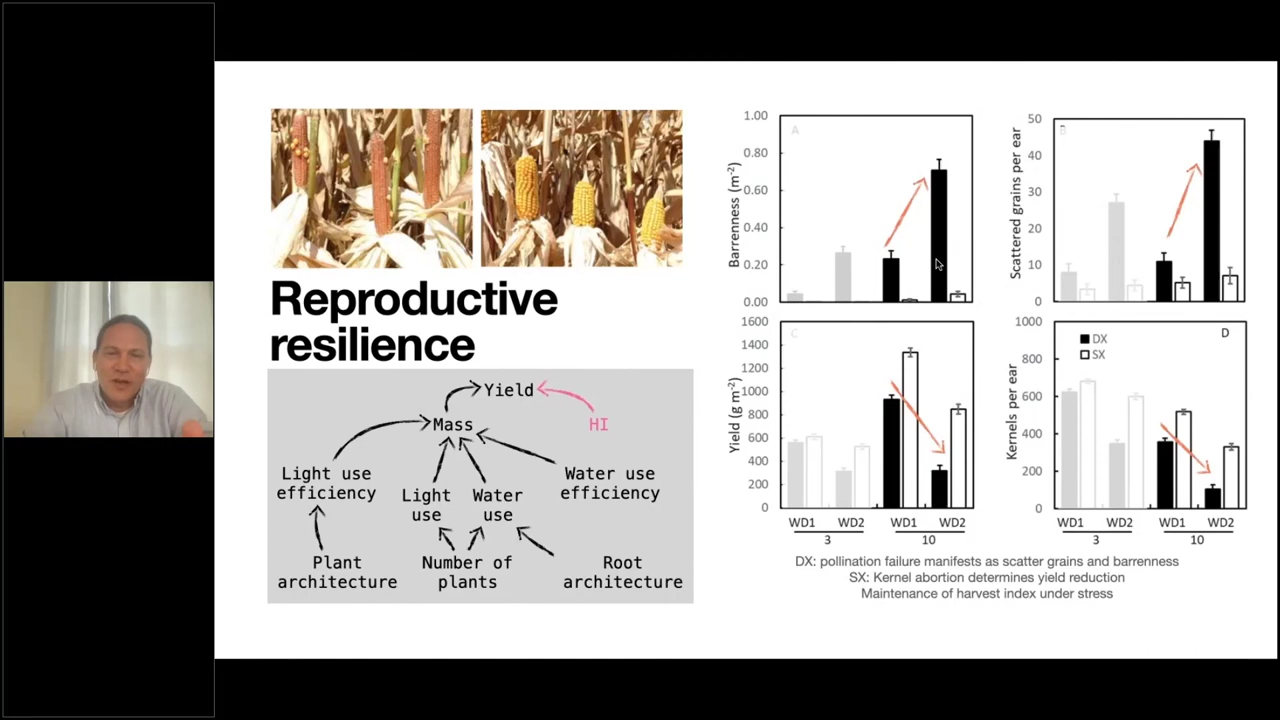 Reproductive
resilience
Yield
Mass
HI
Light use
efficiency
Light
use
Water
use
Water use
efficiency
Plant
architecture
Number of
plants
Root
architecture
A
Barrenness (m⁻²)
1.00
0.80
0.60
0.40
0.20
0.00
B
Scattered grains per ear
50
40
30
20
10
0
C
Yield (g m⁻²)
1600
1400
1200
1000
800
600
400
200
0
WD1 WD2 WD1 WD2
3 10
D
DX
SX
Kernels per ear
1000
800
600
400
200
0
WD1 WD2 WD1 WD2
3 10
DX: pollination failure manifests as scatter grains and barrenness
SX: Kernel abortion determines yield reduction
Maintenance of harvest index under stress